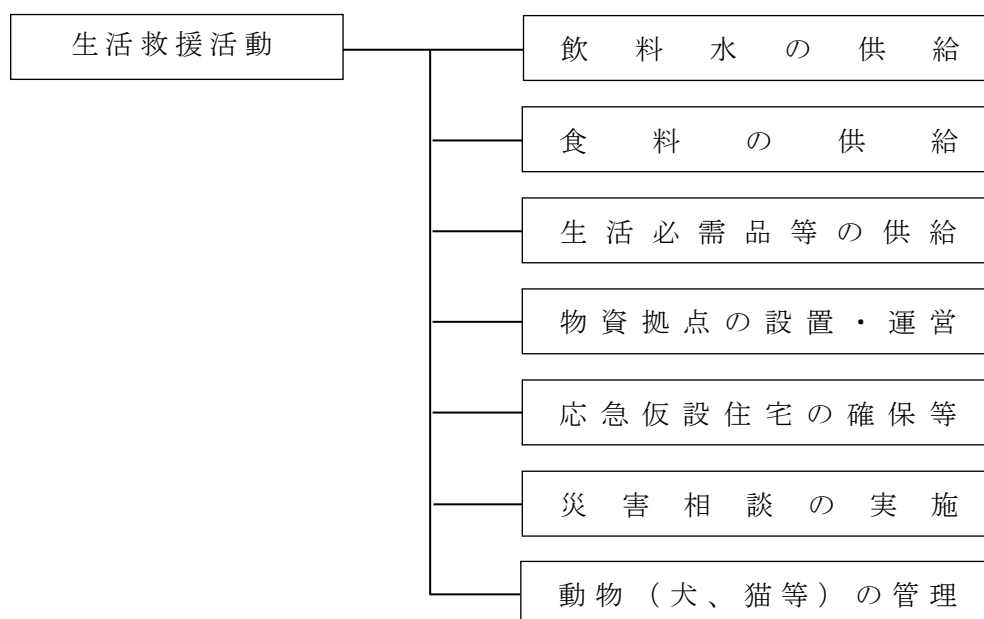 生活救援活動
飲料水の供給
食料の供給
生活必需品等の供給
物資拠点の設置・運営
応急仮設住宅の確保等
災害相談の実施
動物（犬、猫等）の管理